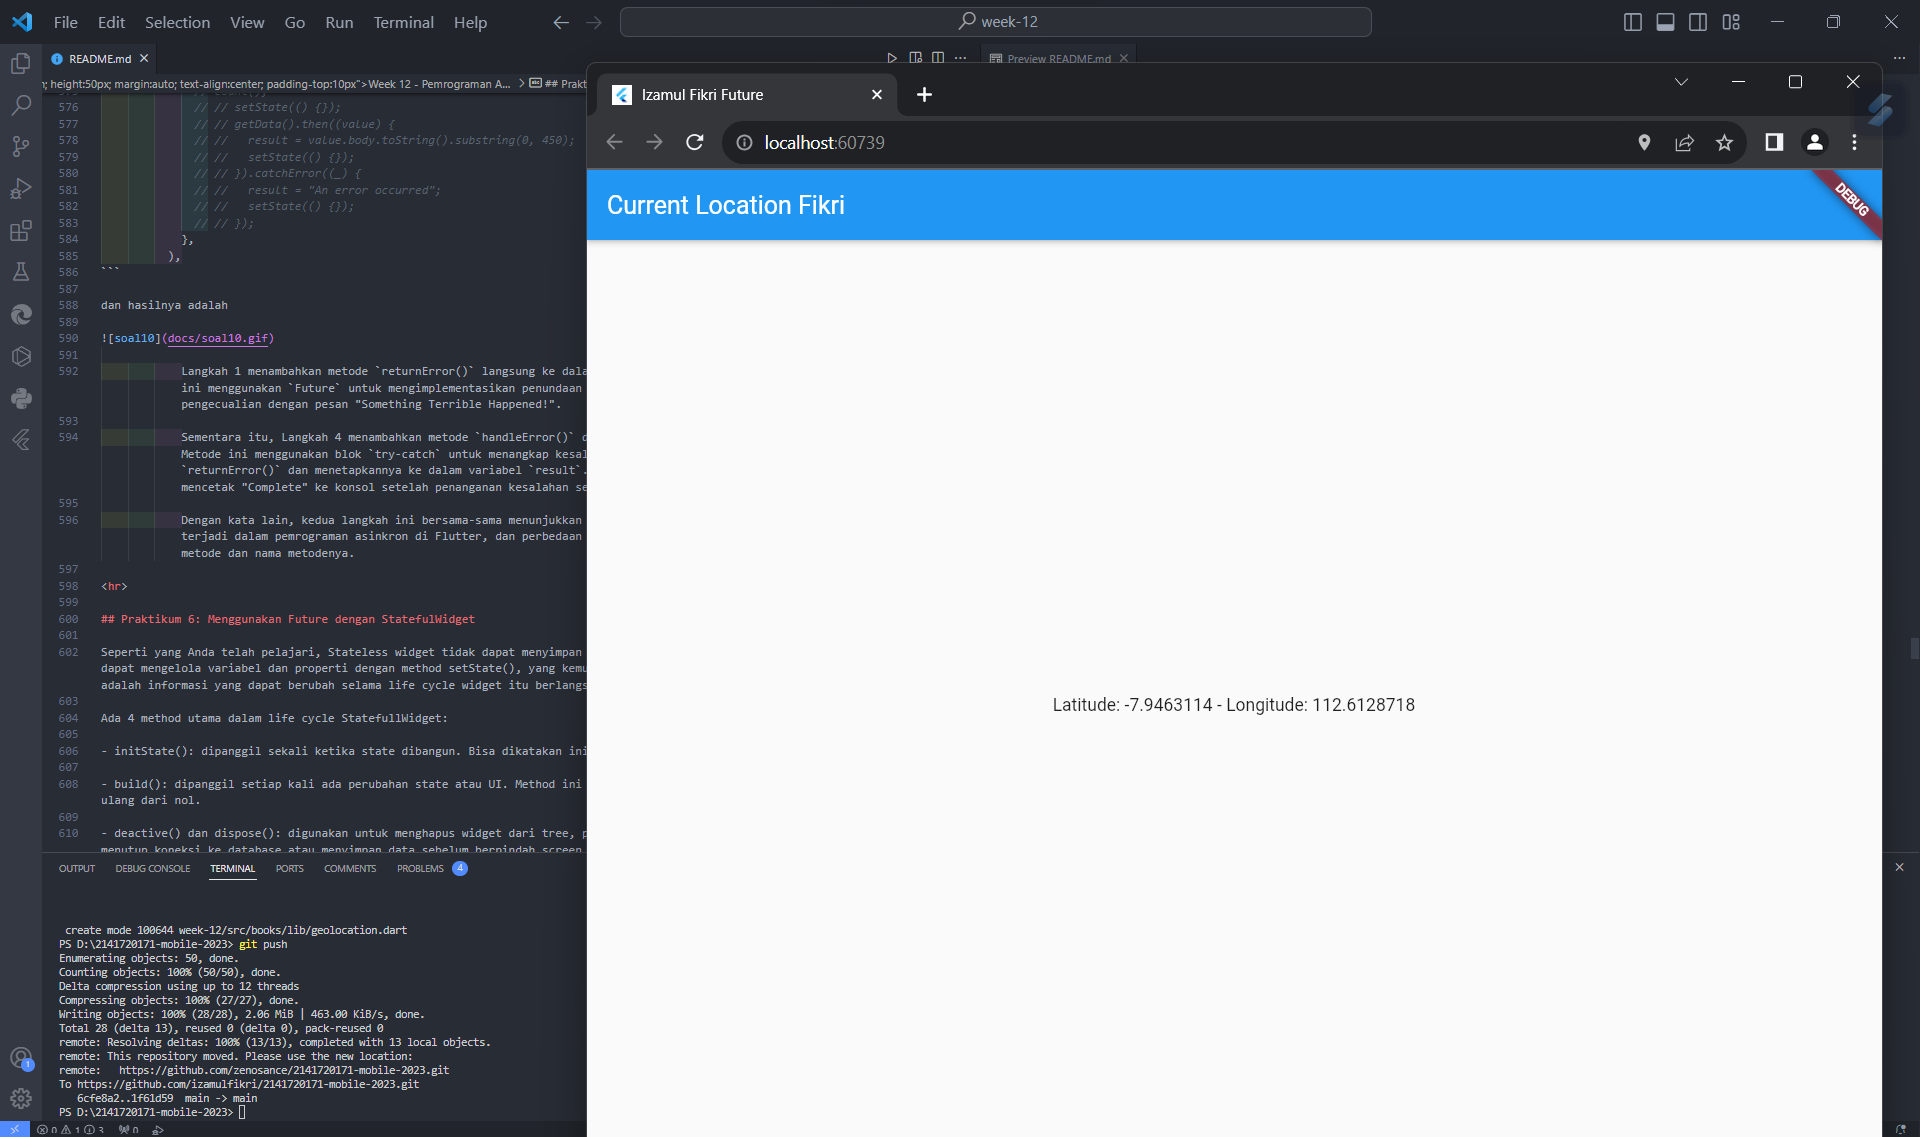 File Edit Selection View Go Run Terminal Help
week-12
README.md
Preview README.md
; height:50px; margin:auto; text-align:center; padding-top:10px">Week 12 - Pemrograman A... > ## Prakt
576 // // setState(() {});
577 // // getData().then((value) {
578 // // result = value.body.toString().substring(0, 450);
579 // // setState(() {});
580 // // }).catchError((_) {
581 // // result = "An error occurred";
582 // // setState(() {});
583 // // });
584 },
585 ),
586 ```
587
588 dan hasilnya adalah
589
590 ![soal10](docs/soal10.gif)
591
592 Langkah 1 menambahkan metode `returnError()` langsung ke dala
ini menggunakan `Future` untuk mengimplementasikan penundaan
pengecualian dengan pesan "Something Terrible Happened!".
593
594 Sementara itu, Langkah 4 menambahkan metode `handleError()` d
Metode ini menggunakan blok `try-catch` untuk menangkap kesal
`returnError()` dan menetapkannya ke dalam variabel `result`.
mencetak "Complete" ke konsol setelah penanganan kesalahan se
595
596 Dengan kata lain, kedua langkah ini bersama-sama menunjukkan
terjadi dalam pemrograman asinkron di Flutter, dan perbedaan
metode dan nama metodenya.
597
598 <hr>
599
600 ## Praktikum 6: Menggunakan Future dengan StatefulWidget
601
602 Seperti yang Anda telah pelajari, Stateless widget tidak dapat menyimpan
dapat mengelola variabel dan properti dengan method setState(), yang kemu
adalah informasi yang dapat berubah selama life cycle widget itu berlangs
603
604 Ada 4 method utama dalam life cycle StatefullWidget:
605
606 - initState(): dipanggil sekali ketika state dibangun. Bisa dikatakan ini
607
608 - build(): dipanggil setiap kali ada perubahan state atau UI. Method ini
ulang dari nol.
609
610 - deactive() dan dispose(): digunakan untuk menghapus widget dari tree, p
menutup koneksi ke database atau menyimpan data sebelum berpindah screen
OUTPUT DEBUG CONSOLE TERMINAL PORTS COMMENTS PROBLEMS 4
create mode 100644 week-12/src/books/lib/geolocation.dart
PS D:\2141720171-mobile-2023> git push
Enumerating objects: 50, done.
Counting objects: 100% (50/50), done.
Delta compression using up to 12 threads
Compressing objects: 100% (27/27), done.
Writing objects: 100% (28/28), 2.06 MiB | 463.00 KiB/s, done.
Total 28 (delta 13), reused 0 (delta 0), pack-reused 0
remote: Resolving deltas: 100% (13/13), completed with 13 local objects.
remote: This repository moved. Please use the new location:
remote: https://github.com/zenosance/2141720171-mobile-2023.git
To https://github.com/izamulfikri/2141720171-mobile-2023.git
6cfe8a2..1f61d59 main -> main
PS D:\2141720171-mobile-2023>
1
0 1 3 0
Izamul Fikri Future
localhost:60739
Current Location Fikri
DEBUG
Latitude: -7.9463114 - Longitude: 112.6128718